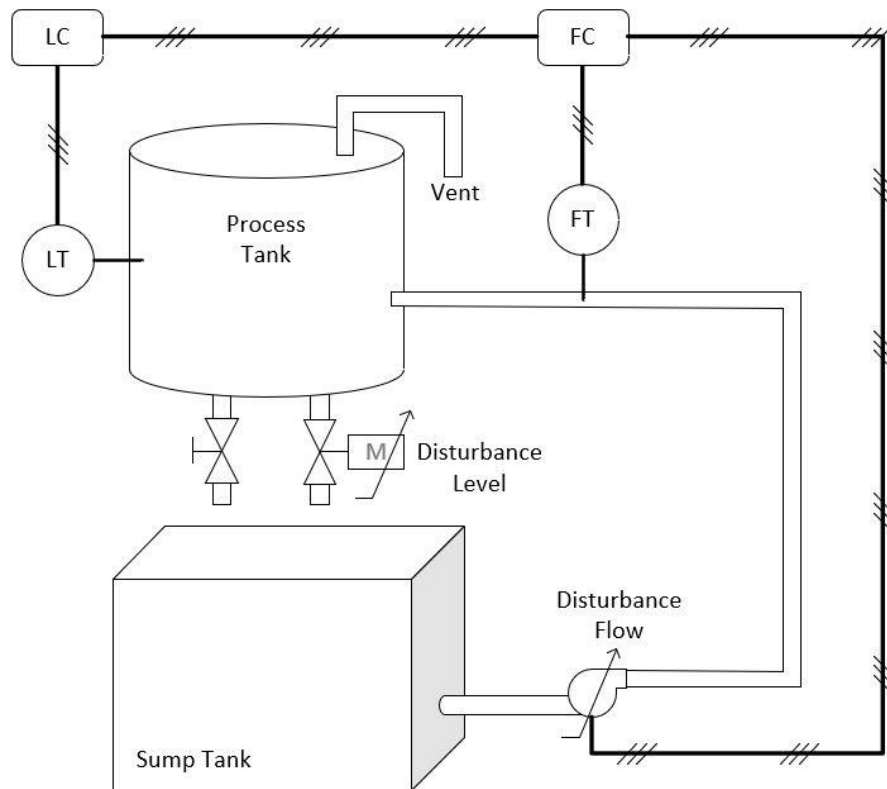 LC
FC
Vent
Process
Tank
FT
LT
M
Disturbance
Level
Disturbance
Flow
Sump Tank